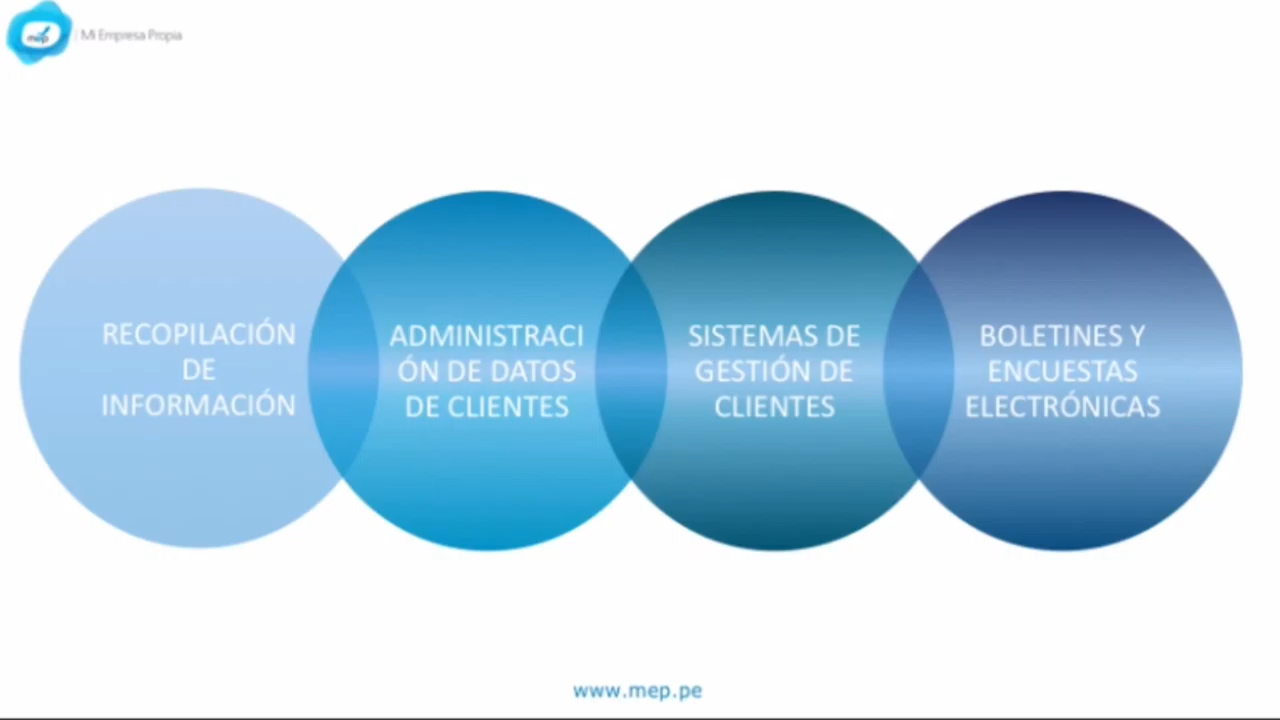 mep
| Mi Empresa Propia
RECOPILACIÓN
DE
INFORMACIÓN
ADMINISTRACI
ÓN DE DATOS
DE CLIENTES
SISTEMAS DE
GESTIÓN DE
CLIENTES
BOLETINES Y
ENCUESTAS
ELECTRÓNICAS
www.mep.pe